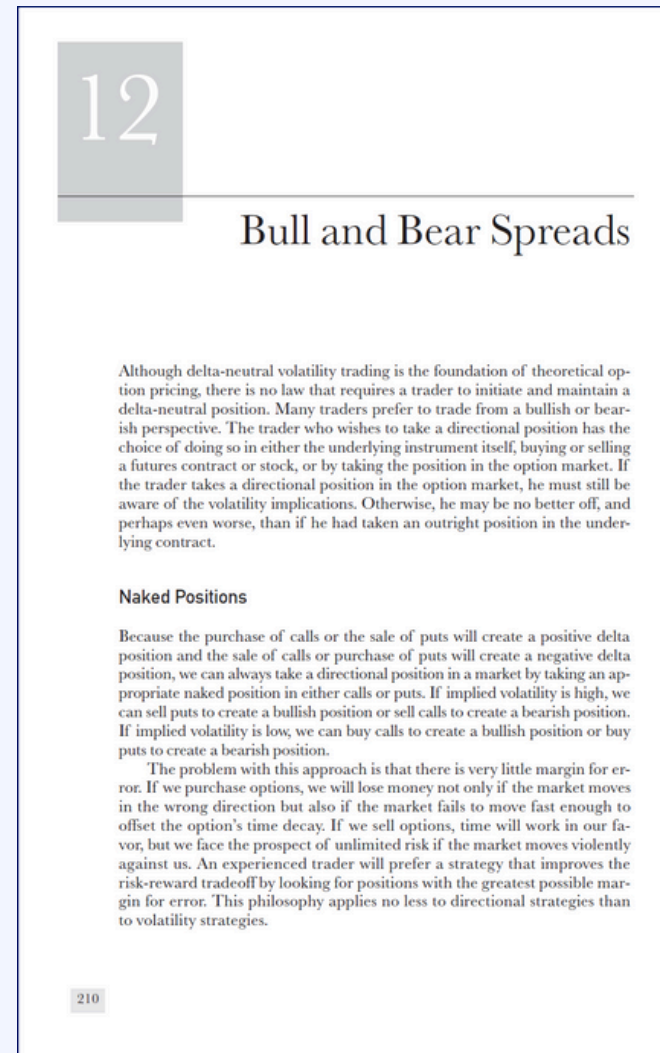 12
Bull and Bear Spreads
Although delta-neutral volatility trading is the foundation of theoretical op-
tion pricing, there is no law that requires a trader to initiate and maintain a
delta-neutral position. Many traders prefer to trade from a bullish or bear-
ish perspective. The trader who wishes to take a directional position has the
choice of doing so in either the underlying instrument itself, buying or selling
a futures contract or stock, or by taking the position in the option market. If
the trader takes a directional position in the option market, he must still be
aware of the volatility implications. Otherwise, he may be no better off, and
perhaps even worse, than if he had taken an outright position in the under-
lying contract.
Naked Positions
Because the purchase of calls or the sale of puts will create a positive delta
position and the sale of calls or purchase of puts will create a negative delta
position, we can always take a directional position in a market by taking an ap-
propriate naked position in either calls or puts. If implied volatility is high, we
can sell puts to create a bullish position or sell calls to create a bearish position.
If implied volatility is low, we can buy calls to create a bullish position or buy
puts to create a bearish position.
The problem with this approach is that there is very little margin for er-
ror. If we purchase options, we will lose money not only if the market moves
in the wrong direction but also if the market fails to move fast enough to
offset the option's time decay. If we sell options, time will work in our fa-
vor, but we face the prospect of unlimited risk if the market moves violently
against us. An experienced trader will prefer a strategy that improves the
risk-reward tradeoff by looking for positions with the greatest possible mar-
gin for error. This philosophy applies no less to directional strategies than
to volatility strategies.
210